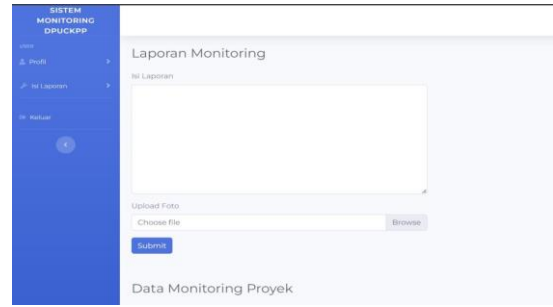 SISTEM
MONITORING
DPUCKPP
USER
Profil
Isi Laporan
Keluar
Laporan Monitoring
Isi Laporan
Upload Foto
Choose file
Browse
Submit
Data Monitoring Proyek